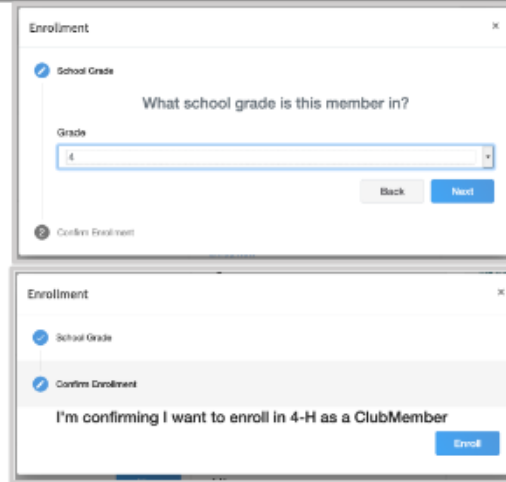 Enrollment
×
School Grade
What school grade is this member in?
Grade
4
Back Next
2 Confirm Enrollment
Enrollment
×
School Grade
Confirm Enrollment
I'm confirming I want to enroll in 4-H as a ClubMember
Enroll